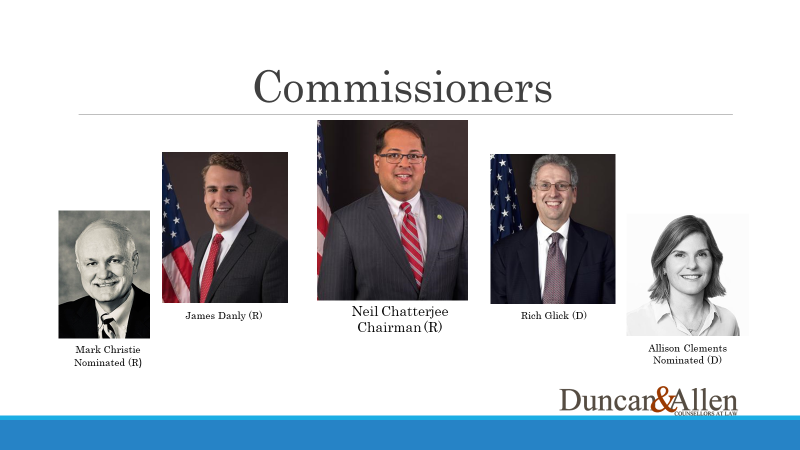 Commissioners
James Danly (R)
Neil Chatterjee
Chairman (R)
Rich Glick (D)
Mark Christie
Nominated (R)
Allison Clements
Nominated (D)
Duncan&Allen
COUNSELLORS AT LAW